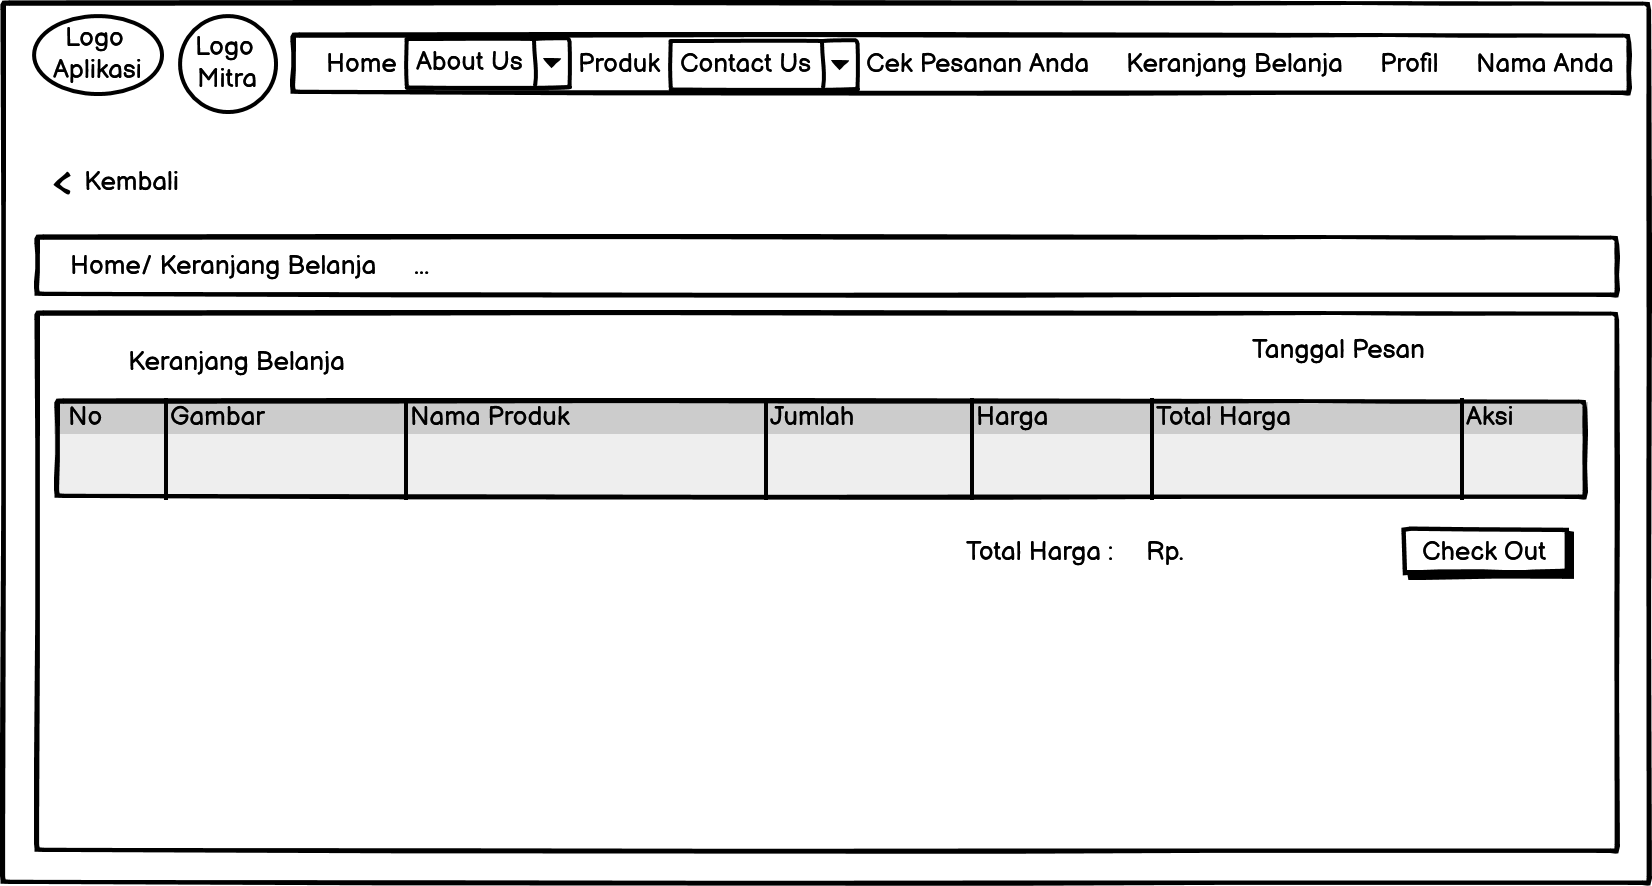 Logo
Aplikasi
Logo
Mitra
Home About Us Produk Contact Us Cek Pesanan Anda Keranjang Belanja Profil Nama Anda
Kembali
Home/ Keranjang Belanja ...
Keranjang Belanja
Tanggal Pesan
No Gambar Nama Produk Jumlah Harga Total Harga Aksi
Total Harga : Rp. Check Out